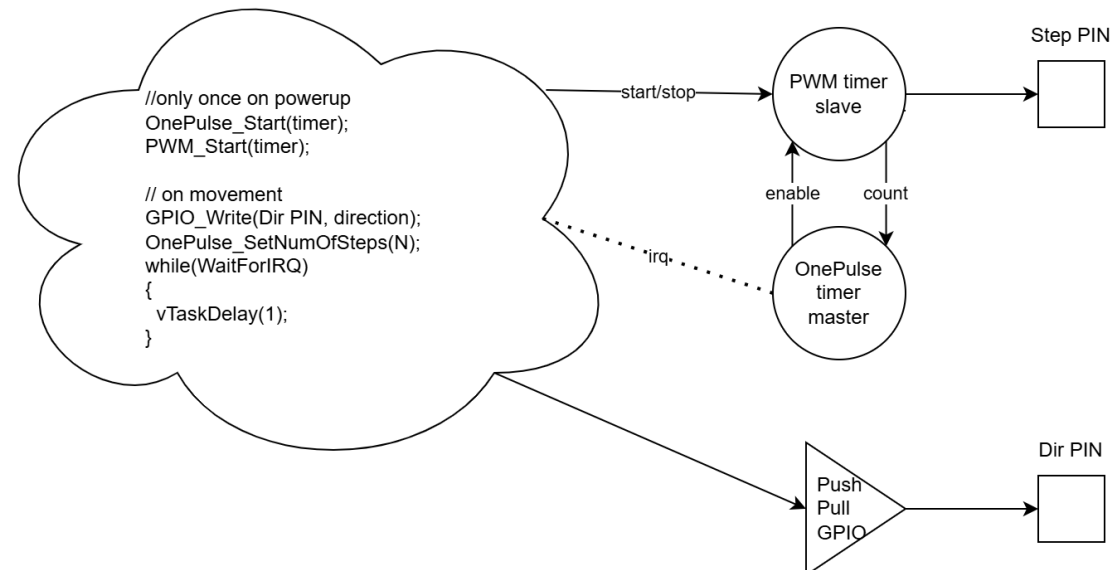 //only once on powerup
OnePulse_Start(timer);
PWM_Start(timer);
// on movement
GPIO_Write(Dir PIN, direction);
OnePulse_SetNumOfSteps(N);
while(WaitForIRQ)
{
vTaskDelay(1);
}
start/stop
PWM timer
slave
Step PIN
enable
count
irq
OnePulse
timer
master
Push
Pull
GPIO
Dir PIN